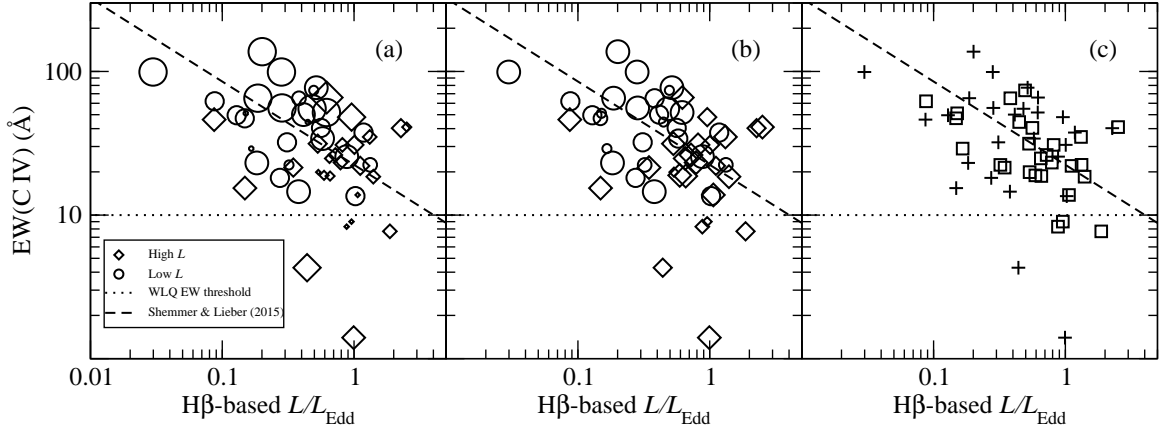 (a)
(b)
(c)
100
10
EW(C IV) (Å)
High L
Low L
WLQ EW threshold
Shemmer & Lieber (2015)
0.01 0.1 1 0.1 1 0.1 1
Hβ-based L/L_Edd Hβ-based L/L_Edd Hβ-based L/L_Edd